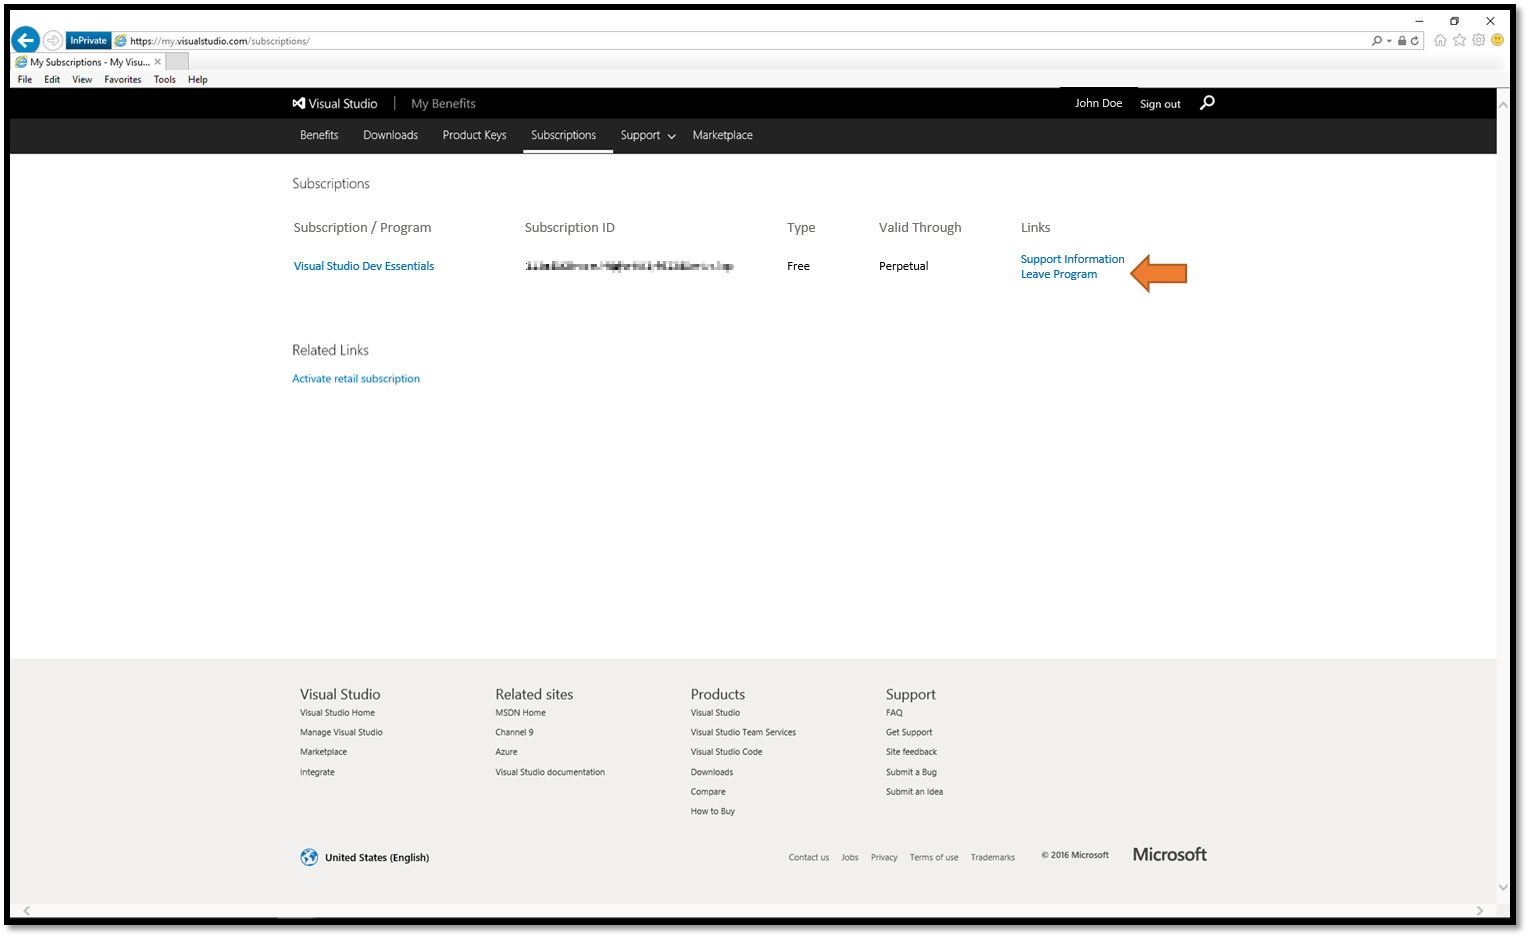 InPrivate https://my.visualstudio.com/subscriptions/
My Subscriptions - My Visu...
File Edit View Favorites Tools Help
Visual Studio | My Benefits John Doe Sign out
Benefits Downloads Product Keys Subscriptions Support Marketplace
Subscriptions
Subscription / Program Subscription ID Type Valid Through Links
Visual Studio Dev Essentials Free Perpetual Support Information
Leave Program
Related Links
Activate retail subscription
Visual Studio Related sites Products Support
Visual Studio Home MSDN Home Visual Studio FAQ
Manage Visual Studio Channel 9 Visual Studio Team Services Get Support
Marketplace Azure Visual Studio Code Site feedback
Integrate Visual Studio documentation Downloads Submit a Bug
Compare Submit an Idea
How to Buy
United States (English) Contact us Jobs Privacy Terms of use Trademarks © 2016 Microsoft Microsoft